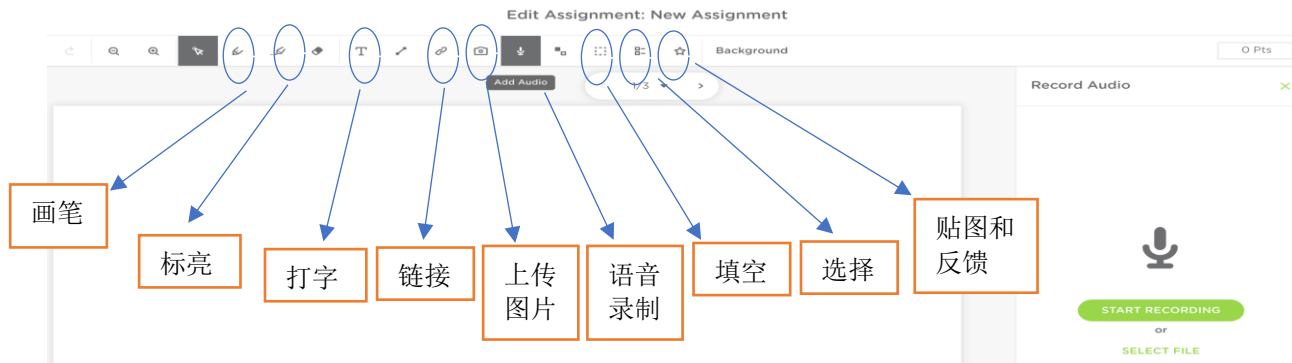 Edit Assignment: New Assignment
T
Background
0 Pts
Add Audio
1/3
Record Audio
画笔
标亮
打字
链接
上传
图片
语音
录制
填空
选择
贴图和
反馈
START RECORDING
or
SELECT FILE